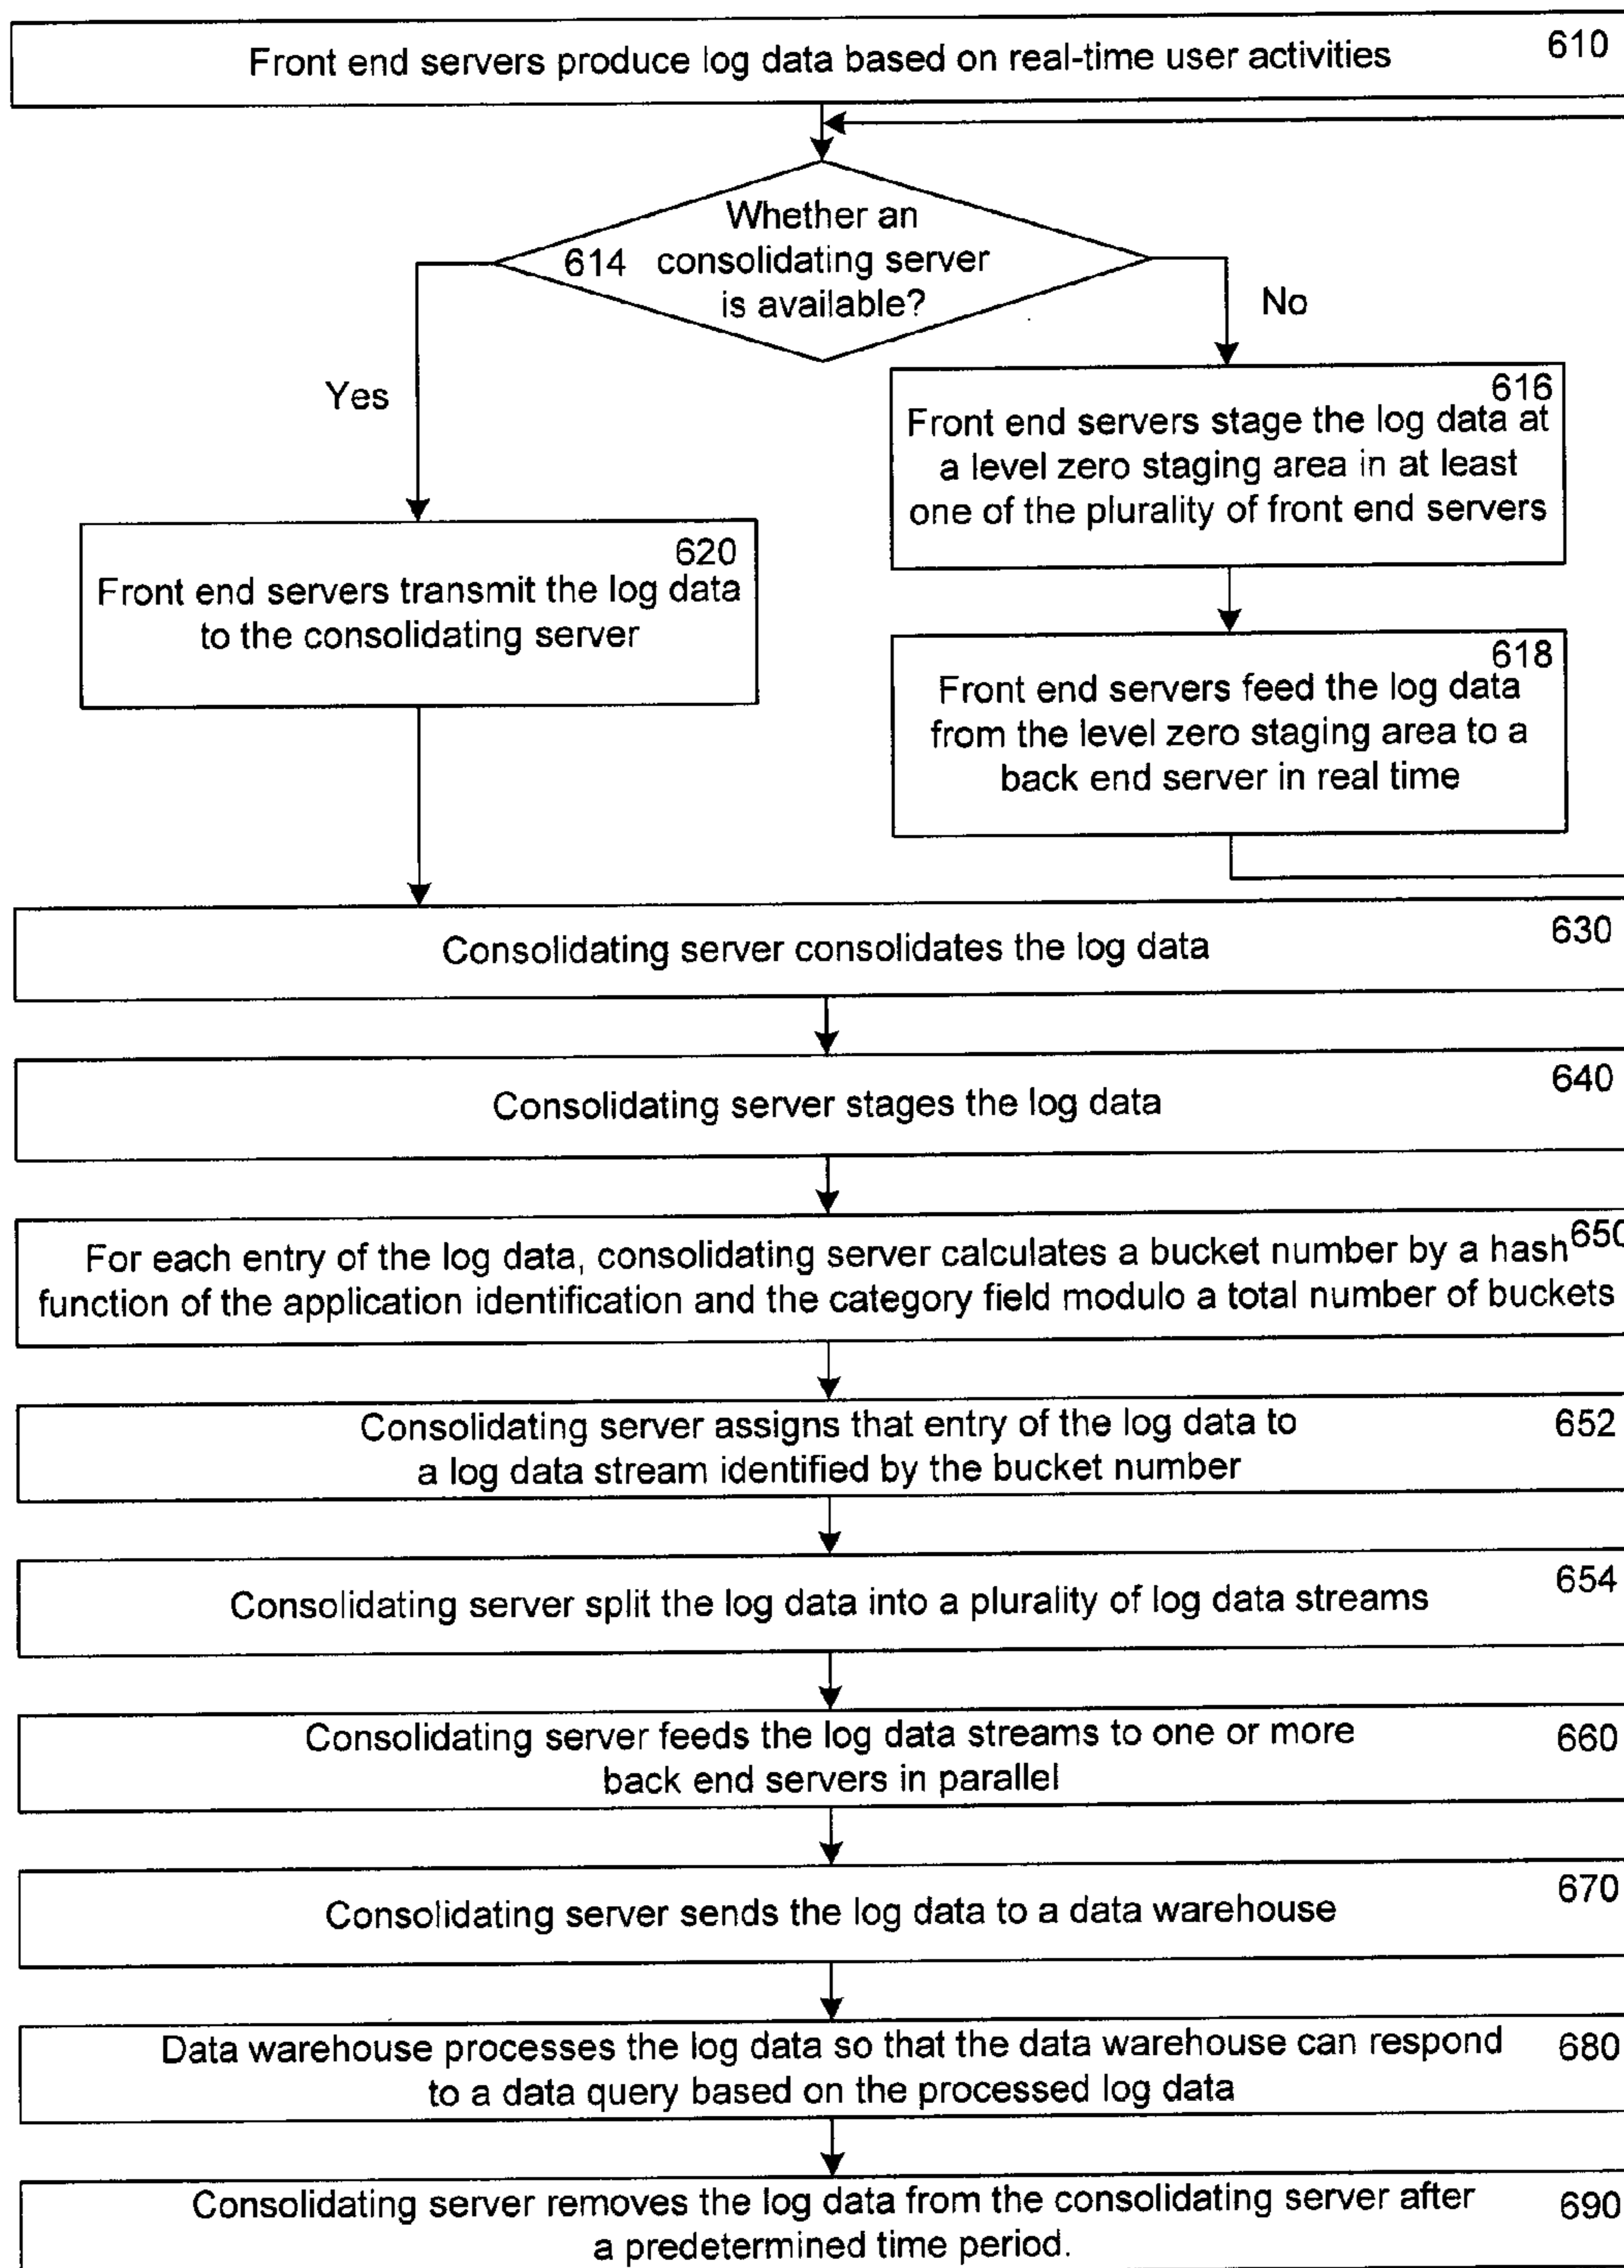 Front end servers produce log data based on real-time user activities 610
Whether an
614 consolidating server
is available?
No
Yes
616
Front end servers stage the log data at
a level zero staging area in at least
one of the plurality of front end servers
620
Front end servers transmit the log data
to the consolidating server
618
Front end servers feed the log data
from the level zero staging area to a
back end server in real time
Consolidating server consolidates the log data 630
Consolidating server stages the log data 640
For each entry of the log data, consolidating server calculates a bucket number by a hash 650
function of the application identification and the category field modulo a total number of buckets
Consolidating server assigns that entry of the log data to 652
a log data stream identified by the bucket number
Consolidating server split the log data into a plurality of log data streams 654
Consolidating server feeds the log data streams to one or more 660
back end servers in parallel
Consolidating server sends the log data to a data warehouse 670
Data warehouse processes the log data so that the data warehouse can respond 680
to a data query based on the processed log data
Consolidating server removes the log data from the consolidating server after 690
a predetermined time period.